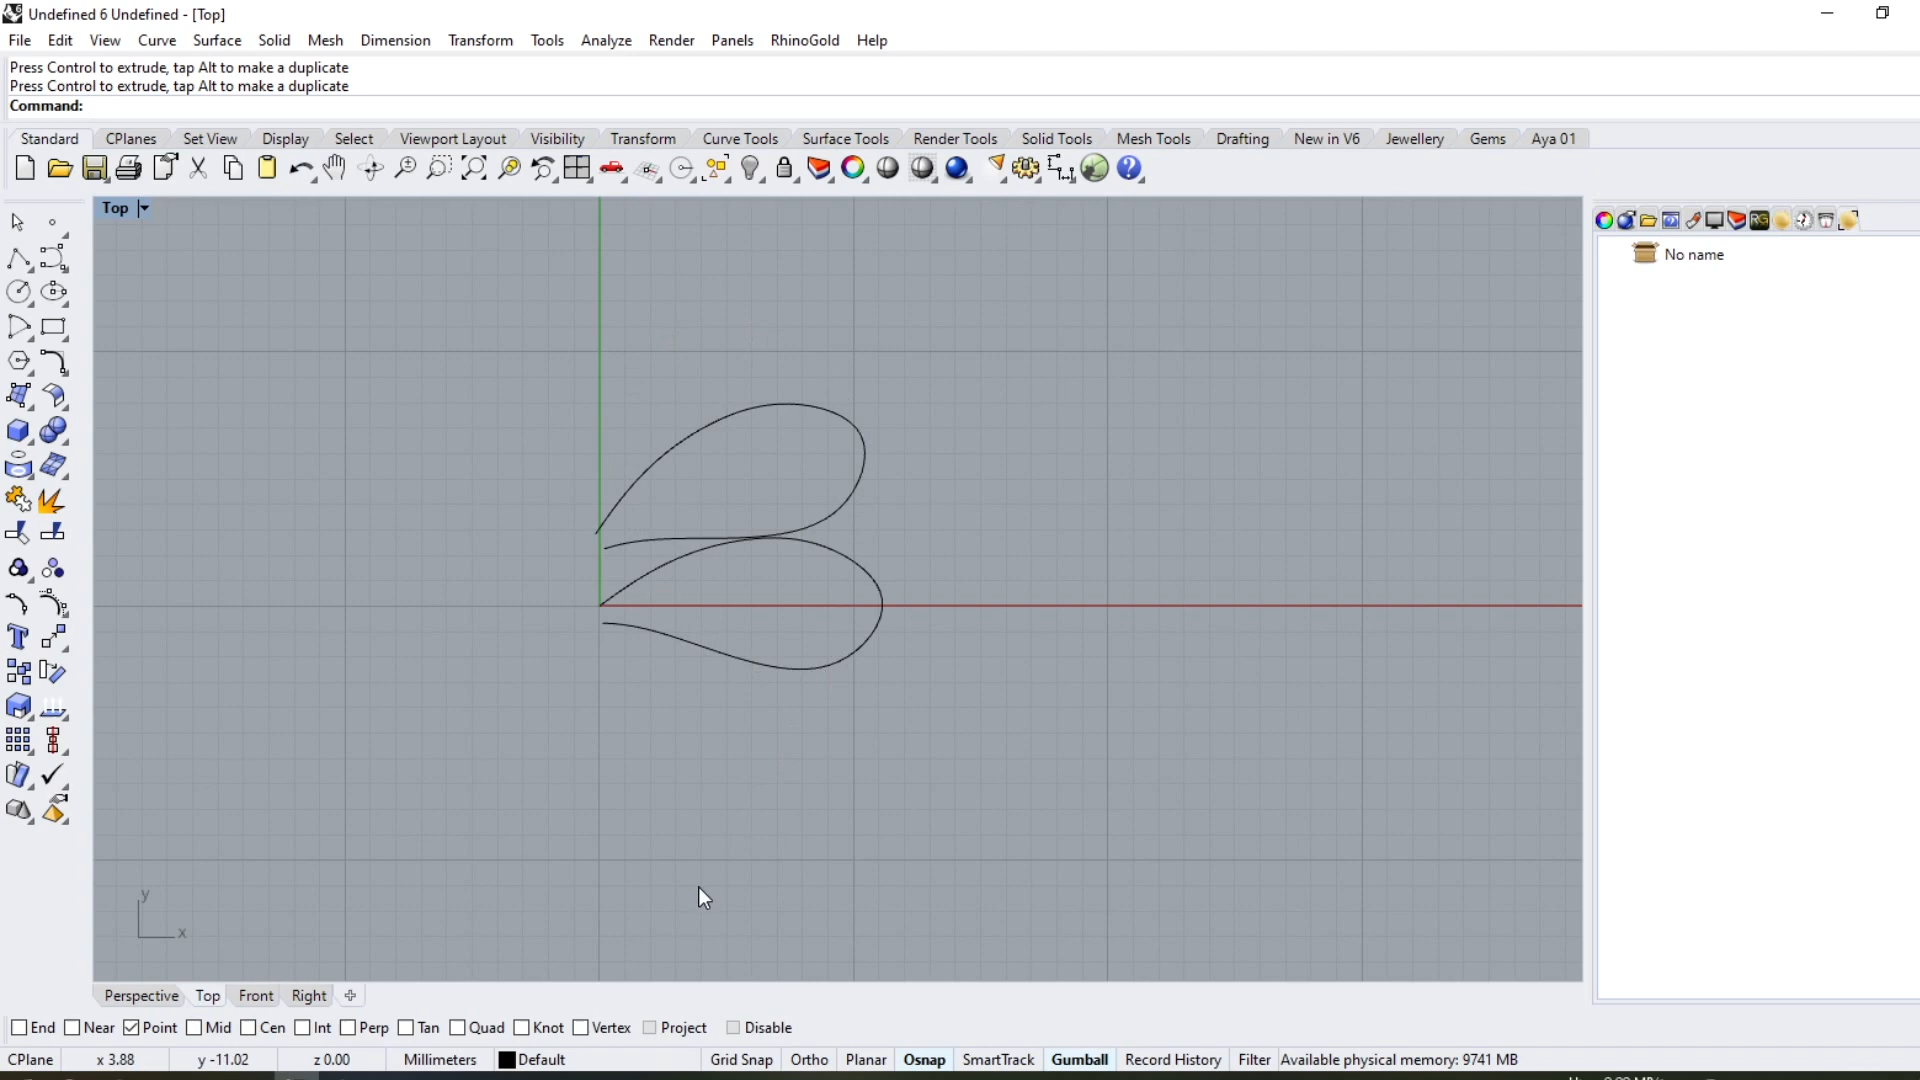 Undefined 6 Undefined - [Top]
File Edit View Curve Surface Solid Mesh Dimension Transform Tools Analyze Render Panels RhinoGold Help
Press Control to extrude, tap Alt to make a duplicate
Press Control to extrude, tap Alt to make a duplicate
Command:
Standard CPlanes Set View Display Select Viewport Layout Visibility Transform Curve Tools Surface Tools Render Tools Solid Tools Mesh Tools Drafting New in V6 Jewellery Gems Aya 01
Top
RG
No name
y
x
Perspective Top Front Right
End Near Point Mid Cen Int Perp Tan Quad Knot Vertex Project Disable
CPlane x 3.88 y -11.02 z 0.00 Millimeters Default Grid Snap Ortho Planar Osnap SmartTrack Gumball Record History Filter Available physical memory: 9741 MB